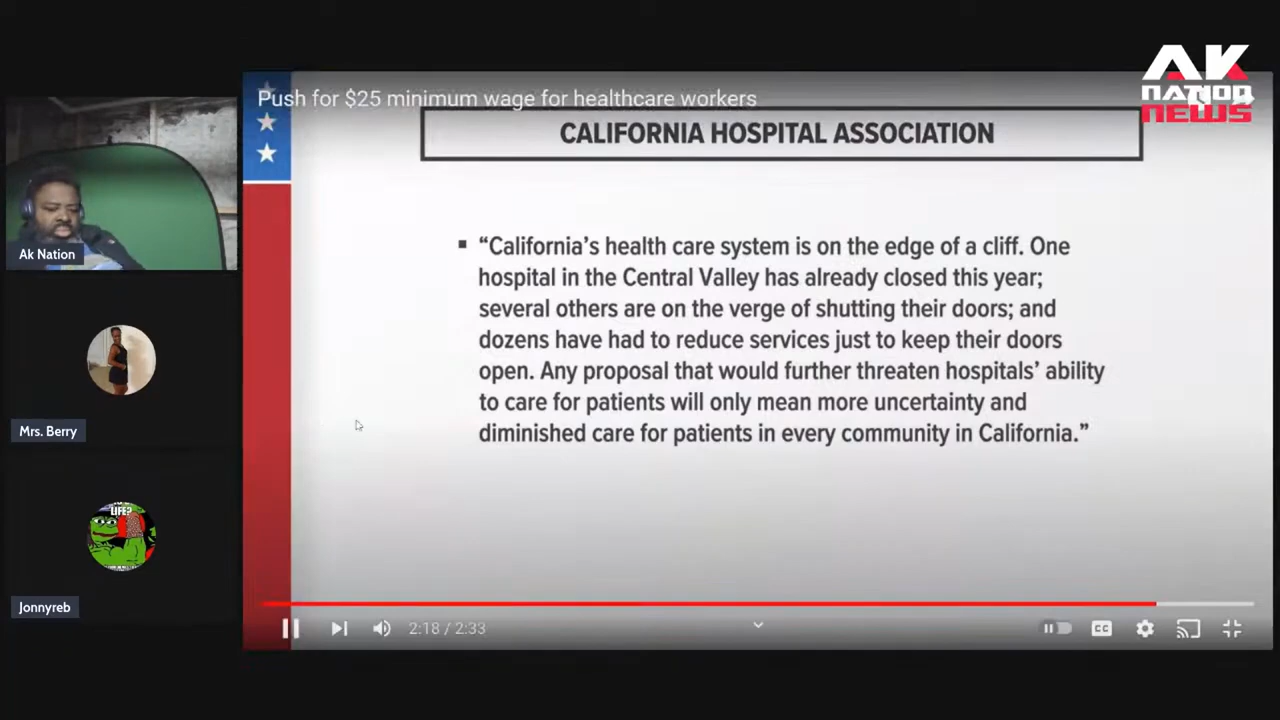 AK
NATION
NEWS
Push for $25 minimum wage for healthcare workers
CALIFORNIA HOSPITAL ASSOCIATION
▪ “California’s health care system is on the edge of a cliff. One
hospital in the Central Valley has already closed this year;
several others are on the verge of shutting their doors; and
dozens have had to reduce services just to keep their doors
open. Any proposal that would further threaten hospitals’ ability
to care for patients will only mean more uncertainty and
diminished care for patients in every community in California.”
Ak Nation
Mrs. Berry
LIFE?
Jonnyreb
2:18 / 2:33
CC